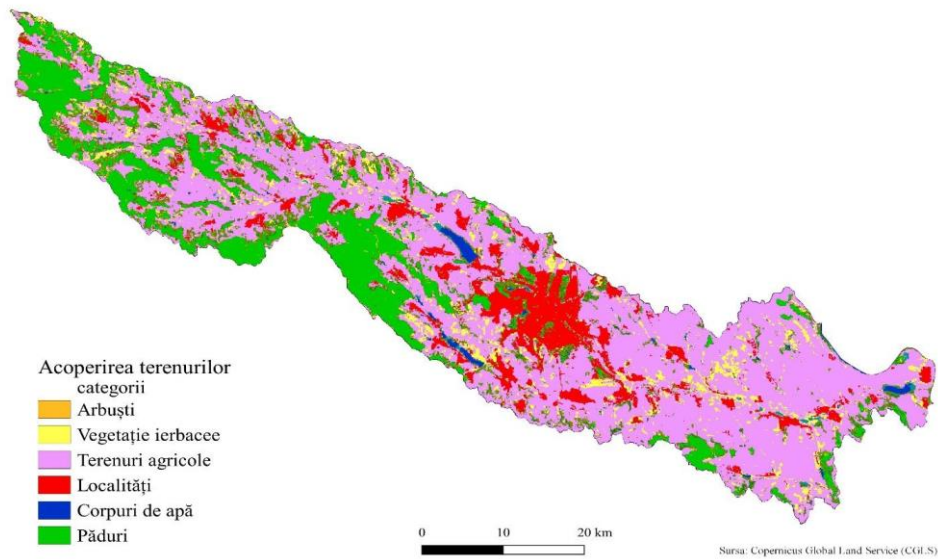 Acoperirea terenurilor
categorii
Arbuști
Vegetație ierbacee
Terenuri agricole
Localități
Corpuri de apă
Păduri
0 10 20 km
Sursa: Copernicus Global Land Service (CGLS)